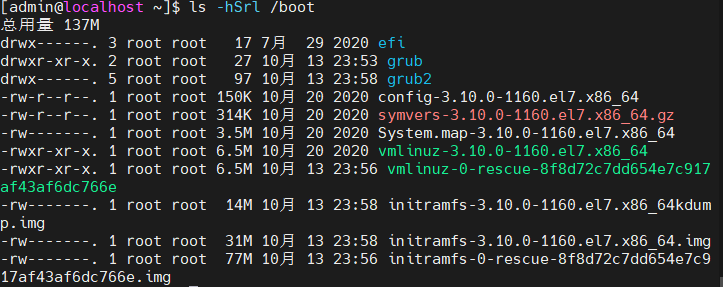 [admin@localhost ~]$ ls -hSrl /boot
总用量 137M
drwx------. 3 root root   17 7月  29 2020 efi
drwxr-xr-x. 2 root root   27 10月 13 23:53 grub
drwx------. 5 root root   97 10月 13 23:58 grub2
-rw-r--r--. 1 root root 150K 10月 20 2020 config-3.10.0-1160.el7.x86_64
-rw-r--r--. 1 root root 314K 10月 20 2020 symvers-3.10.0-1160.el7.x86_64.gz
-rw-------. 1 root root 3.5M 10月 20 2020 System.map-3.10.0-1160.el7.x86_64
-rwxr-xr-x. 1 root root 6.5M 10月 20 2020 vmlinuz-3.10.0-1160.el7.x86_64
-rwxr-xr-x. 1 root root 6.5M 10月 13 23:56 vmlinuz-0-rescue-8f8d72c7dd654e7c917
af43af6dc766e
-rw-------. 1 root root  14M 10月 13 23:58 initramfs-3.10.0-1160.el7.x86_64kdum
p.img
-rw-------. 1 root root  31M 10月 13 23:58 initramfs-3.10.0-1160.el7.x86_64.img
-rw-------. 1 root root  77M 10月 13 23:56 initramfs-0-rescue-8f8d72c7dd654e7c9
17af43af6dc766e.img